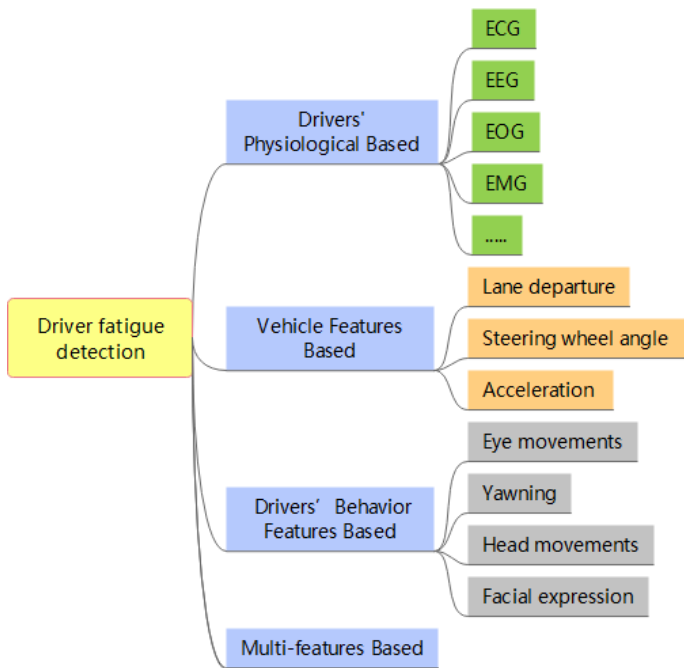 Driver fatigue
detection
Drivers'
Physiological Based
ECG
EEG
EOG
EMG
.....
Vehicle Features
Based
Lane departure
Steering wheel angle
Acceleration
Drivers’ Behavior
Features Based
Eye movements
Yawning
Head movements
Facial expression
Multi-features Based